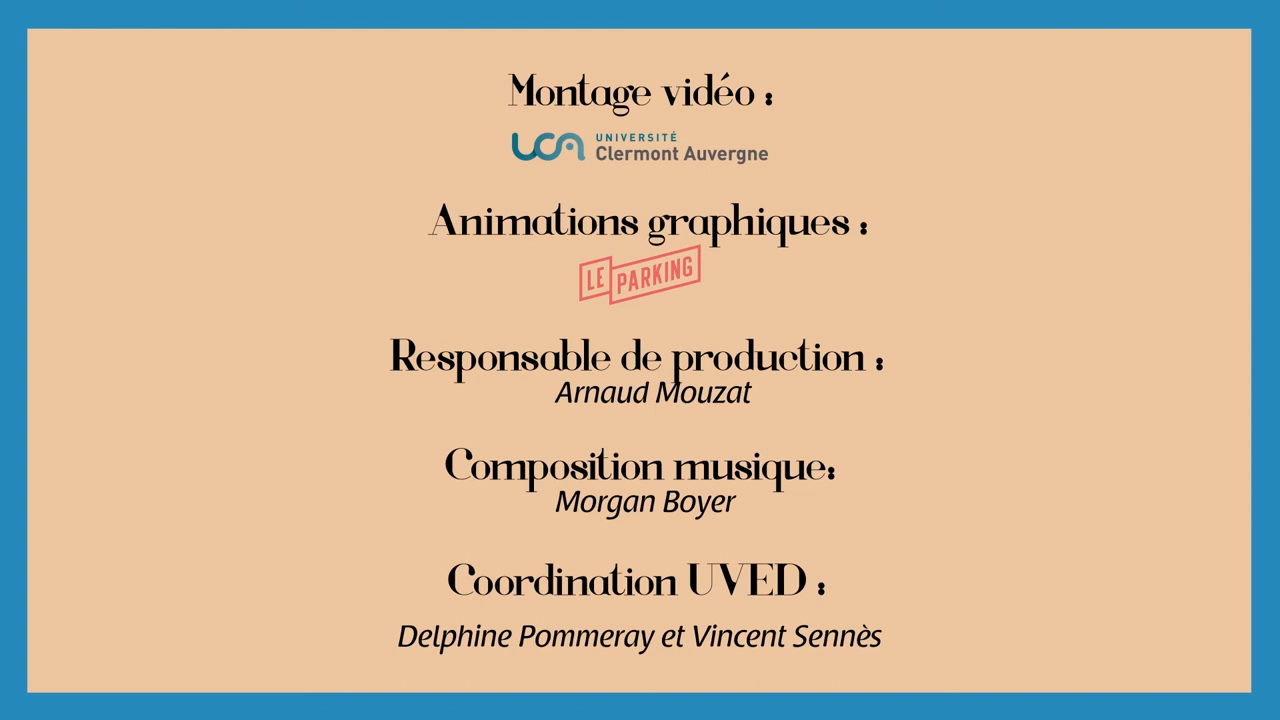 Montage vidéo :
uca UNIVERSITÉ
Clermont Auvergne
Animations graphiques :
LE PARKING
Responsable de production :
Arnaud Mouzat
Composition musique:
Morgan Boyer
Coordination UVED :
Delphine Pommeray et Vincent Sennès